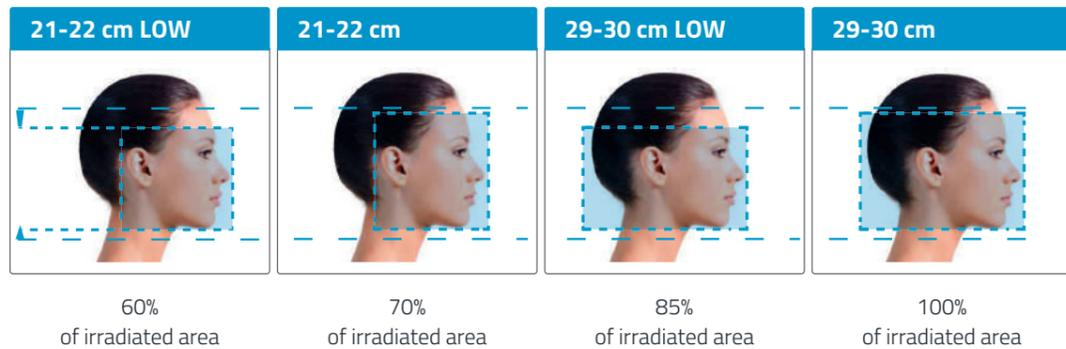 21-22 cm LOW
21-22 cm
29-30 cm LOW
29-30 cm
60%
of irradiated area
70%
of irradiated area
85%
of irradiated area
100%
of irradiated area